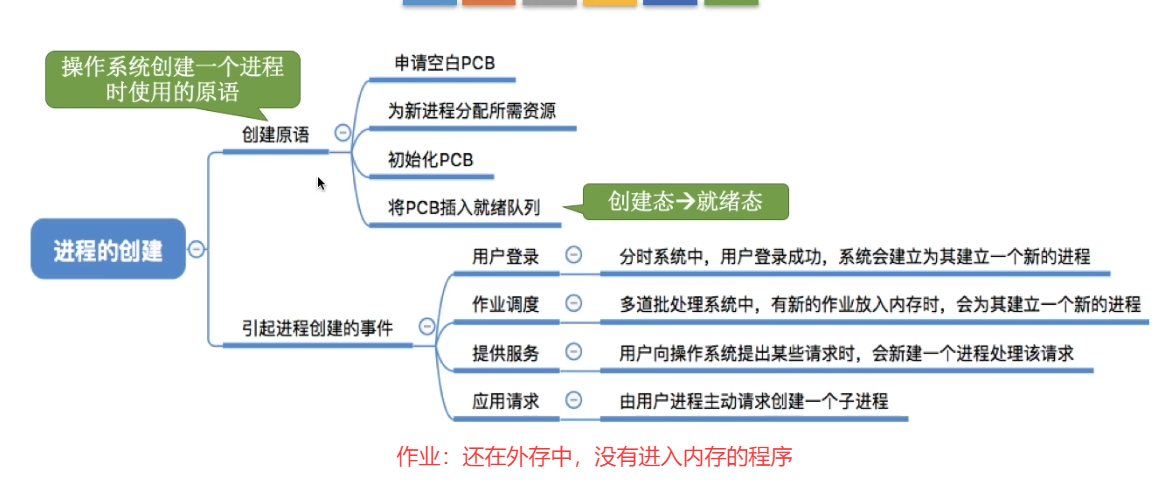 操作系统创建一个进程
时使用的原语
创建原语
申请空白PCB
为新进程分配所需资源
初始化PCB
将PCB插入就绪队列
创建态→就绪态
进程的创建
引起进程创建的事件
用户登录
分时系统中，用户登录成功，系统会建立为其建立一个新的进程
作业调度
多道批处理系统中，有新的作业放入内存时，会为其建立一个新的进程
提供服务
用户向操作系统提出某些请求时，会新建一个进程处理该请求
应用请求
由用户进程主动请求创建一个子进程
作业：还在外存中，没有进入内存的程序